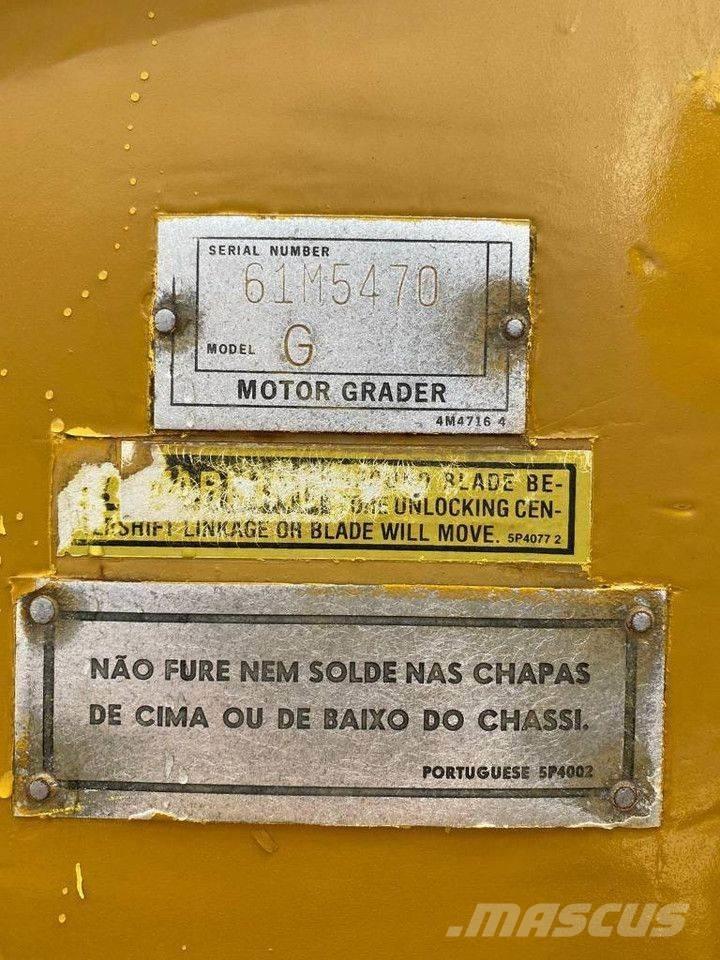 SERIAL NUMBER
61M5470
MODEL G
MOTOR GRADER
4M4716 4
BLADE BE-
UNLOCKING CEN-
TERSHIFT LINKAGE OR BLADE WILL MOVE. 5P4077 2
NÃO FURE NEM SOLDE NAS CHAPAS
DE CIMA OU DE BAIXO DO CHASSI.
PORTUGUESE 5P4002
MASCUS